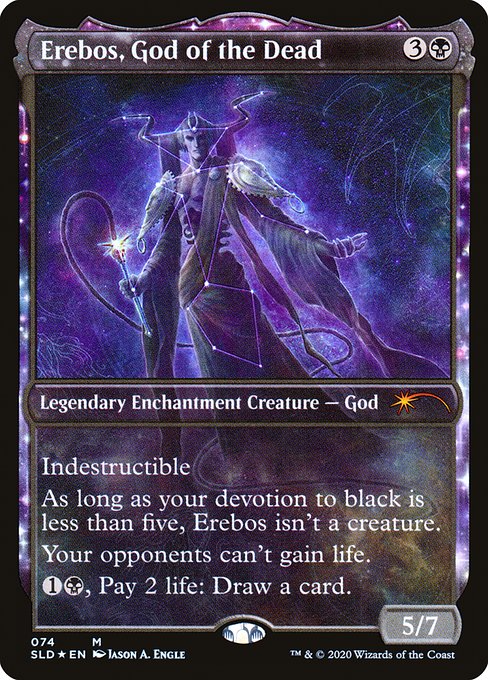 Erebos, God of the Dead 3
Legendary Enchantment Creature — God
Indestructible
As long as your devotion to black is
less than five, Erebos isn't a creature.
Your opponents can't gain life.
1, Pay 2 life: Draw a card.
5/7
074 M
SLD ★ EN Jason A. Engle
™ & © 2020 Wizards of the Coast